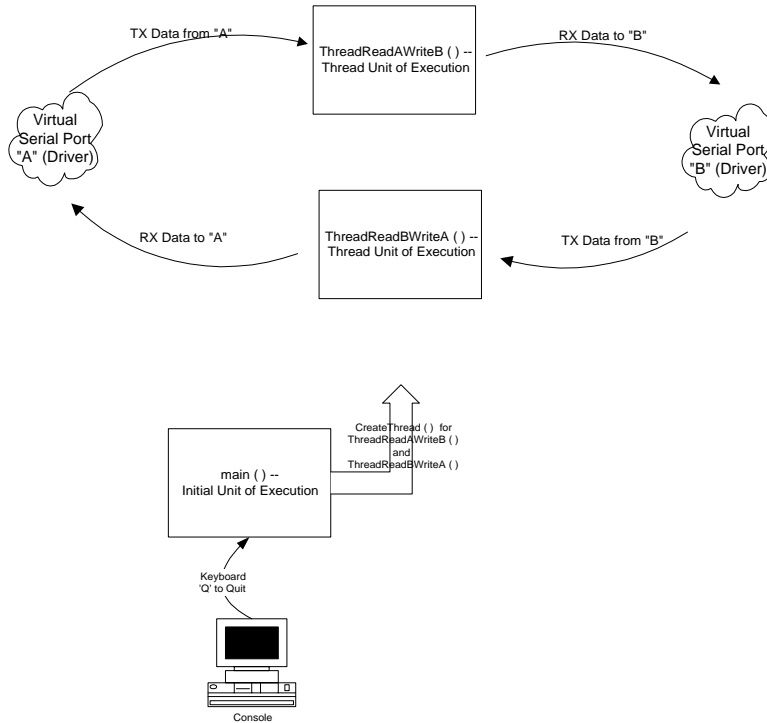 TX Data from "A"
ThreadReadAWriteB ( ) --
Thread Unit of Execution
RX Data to "B"
Virtual
Serial Port
"A" (Driver)
Virtual
Serial Port
"B" (Driver)
RX Data to "A"
ThreadReadBWriteA ( ) --
Thread Unit of Execution
TX Data from "B"
CreateThread ( )  for
ThreadReadAWriteB ( )
and
ThreadReadBWriteA ( )
main ( ) --
Initial Unit of Execution
Keyboard
'Q' to Quit
Console